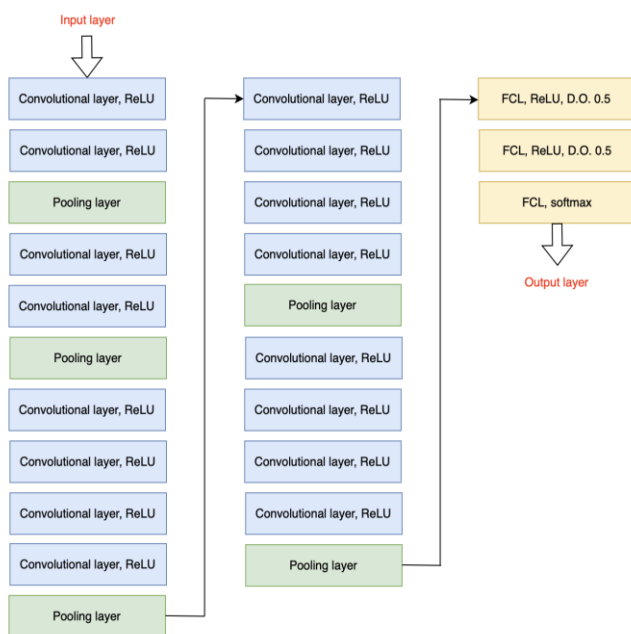 Input layer
Convolutional layer, ReLU
Convolutional layer, ReLU
Pooling layer
Convolutional layer, ReLU
Convolutional layer, ReLU
Pooling layer
Convolutional layer, ReLU
Convolutional layer, ReLU
Convolutional layer, ReLU
Convolutional layer, ReLU
Pooling layer
Convolutional layer, ReLU
Convolutional layer, ReLU
Convolutional layer, ReLU
Convolutional layer, ReLU
Pooling layer
Convolutional layer, ReLU
Convolutional layer, ReLU
Convolutional layer, ReLU
Convolutional layer, ReLU
Pooling layer
FCL, ReLU, D.O. 0.5
FCL, ReLU, D.O. 0.5
FCL, softmax
Output layer